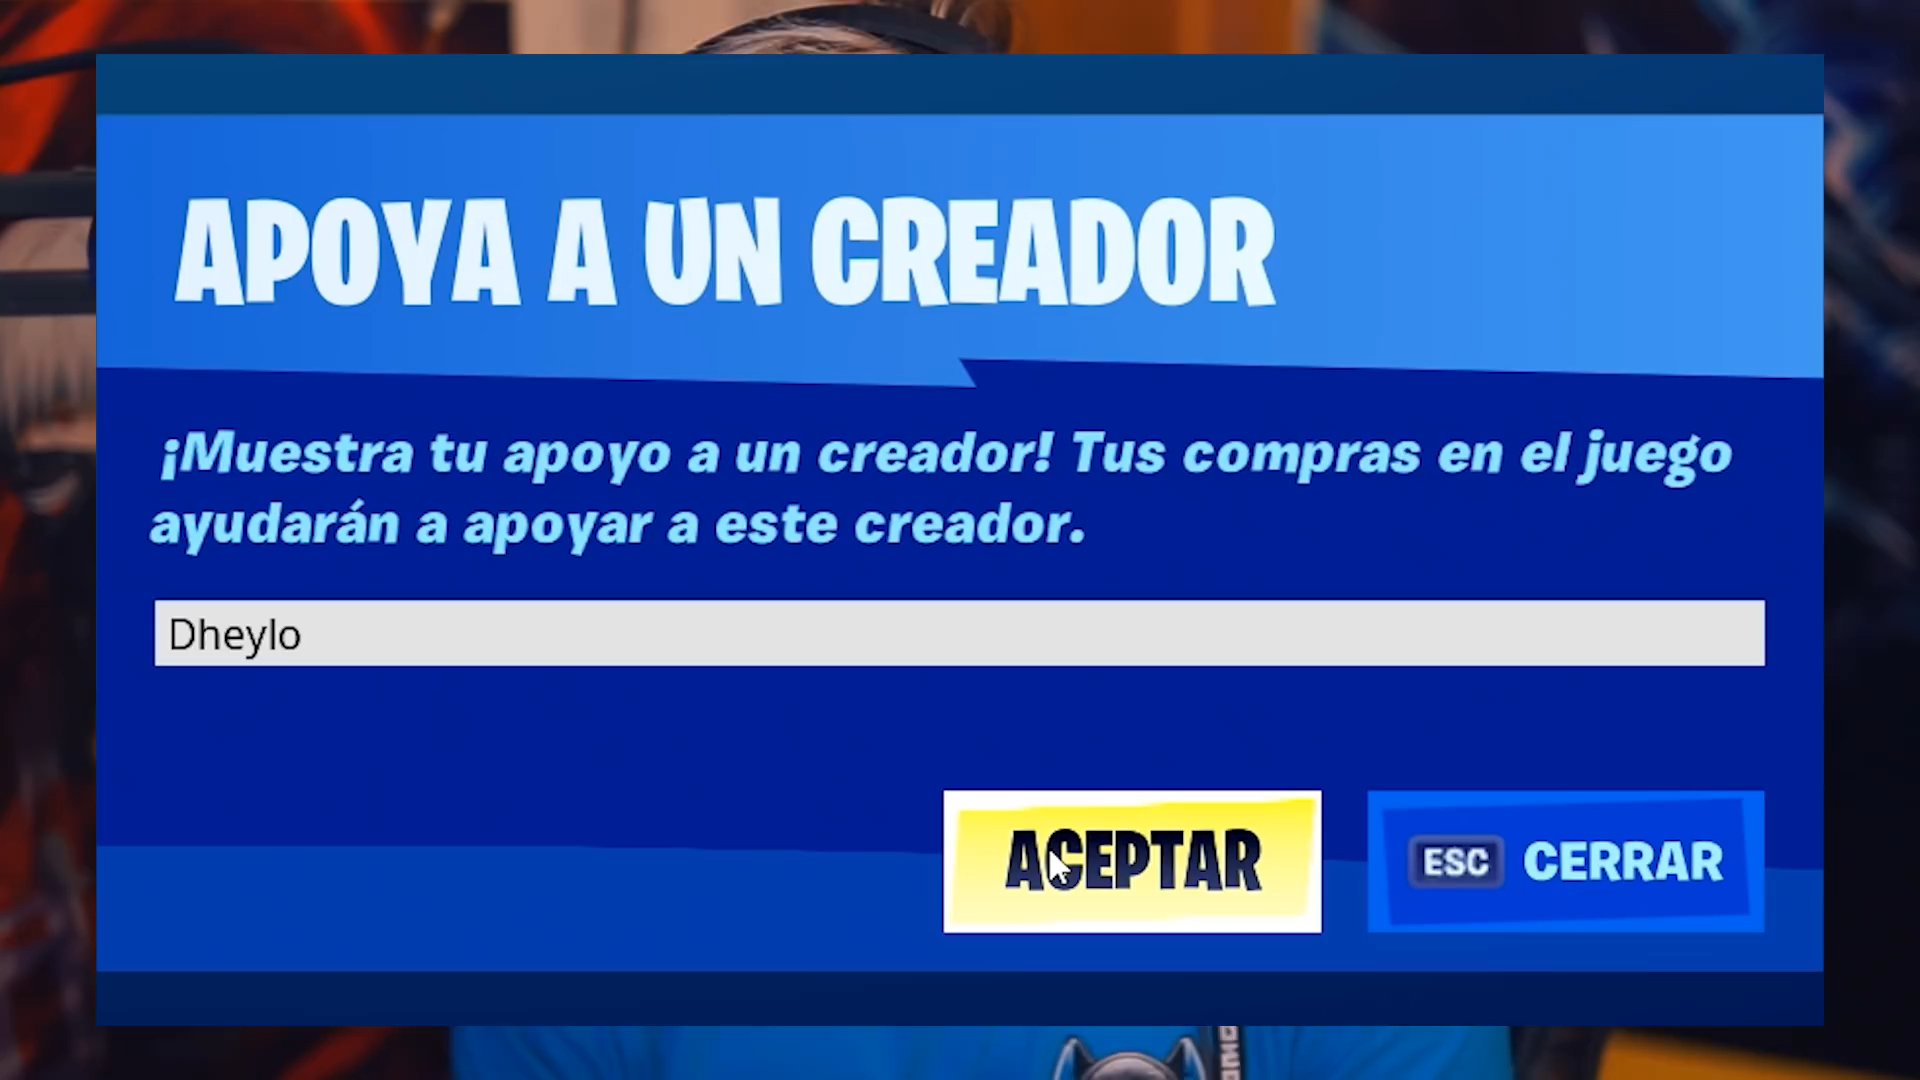 APOYA A UN CREADOR
¡Muestra tu apoyo a un creador! Tus compras en el juego
ayudarán a apoyar a este creador.
Dheylo
ACEPTAR
ESC CERRAR